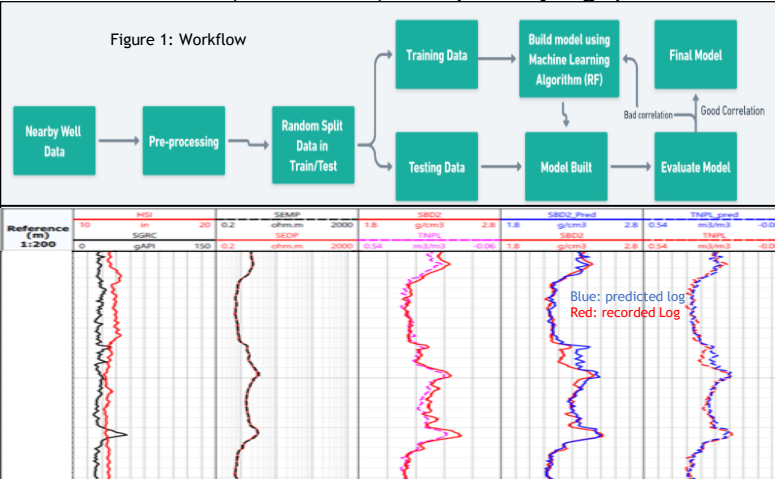 Figure 1: Workflow
Nearby Well
Data
Pre-processing
Random Split
Data in
Train/Test
Training Data
Testing Data
Build model using
Machine Learning
Algorithm (RF)
Model Built
Final Model
Evaluate Model
Bad correlation
Good Correlation
Reference
(m)
1:200
HSI
10 in 20
SGRC
0 gAPI 150
SEMP
0.2 ohm.m 2000
SEDP
0.2 ohm.m 2000
SBD2
1.8 g/cm3 2.8
TNPL
0.54 m3/m3 -0.06
SBD2_Pred
1.8 g/cm3 2.8
SBD2
1.8 g/cm3 2.8
TNPL_pred
0.54 m3/m3 -0.0
TNPL
0.54 m3/m3 -0.0
Blue: predicted log
Red: recorded Log